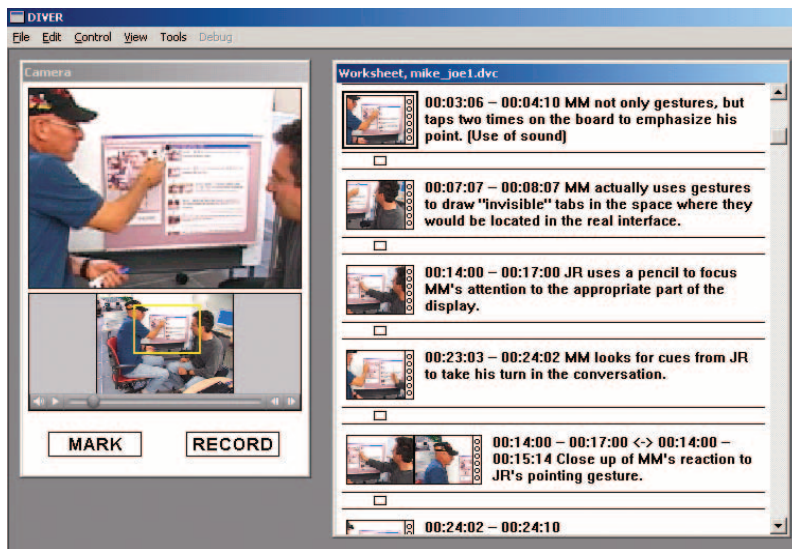 DIVER
File Edit Control View Tools Debug
Camera
MARK
RECORD
Worksheet, mike_joe1.dvc
00:03:06 – 00:04:10 MM not only gestures, but
taps two times on the board to emphasize his
point. (Use of sound)
00:07:07 – 00:08:07 MM actually uses gestures
to draw "invisible" tabs in the space where they
would be located in the real interface.
00:14:00 – 00:17:00 JR uses a pencil to focus
MM's attention to the appropriate part of the
display.
00:23:03 – 00:24:02 MM looks for cues from JR
to take his turn in the conversation.
00:14:00 – 00:17:00 <-> 00:14:00 –
00:15:14 Close up of MM's reaction to
JR's pointing gesture.
00:24:02 – 00:24:10